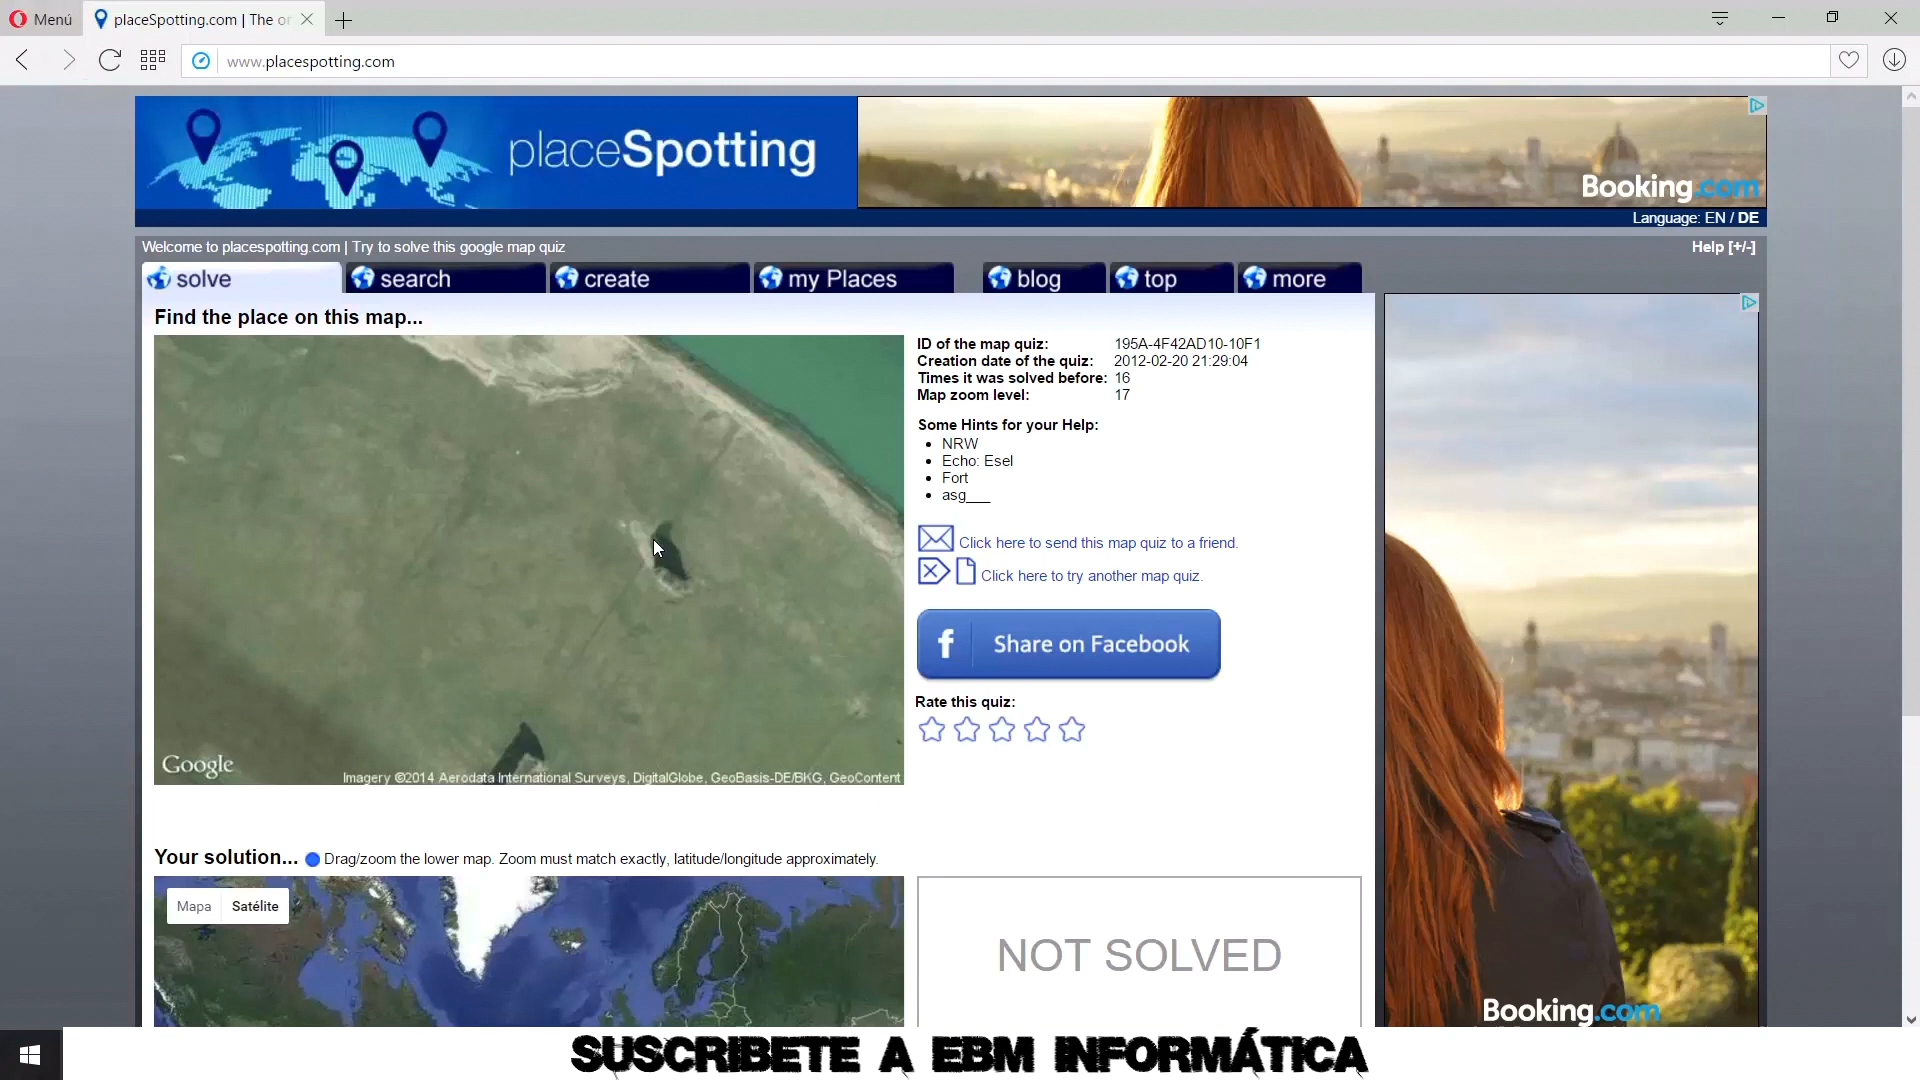 Menú
placeSpotting.com | The or
www.placespotting.com
placeSpotting
Booking.com
Language: EN / DE
Welcome to placespotting.com | Try to solve this google map quiz
Help [+/-]
solve
search
create
my Places
blog
top
more
Find the place on this map...
ID of the map quiz: 195A-4F42AD10-10F1
Creation date of the quiz: 2012-02-20 21:29:04
Times it was solved before: 16
Map zoom level: 17
Some Hints for your Help:
NRW
Echo: Esel
Fort
asg___
Click here to send this map quiz to a friend.
Click here to try another map quiz.
f Share on Facebook
Rate this quiz:
Google
Imagery ©2014 Aerodata International Surveys, DigitalGlobe, GeoBasis-DE/BKG, GeoContent
Your solution... Drag/zoom the lower map. Zoom must match exactly, latitude/longitude approximately.
Mapa
Satélite
NOT SOLVED
Booking.com
SUSCRIBETE A EBM INFORMÁTICA